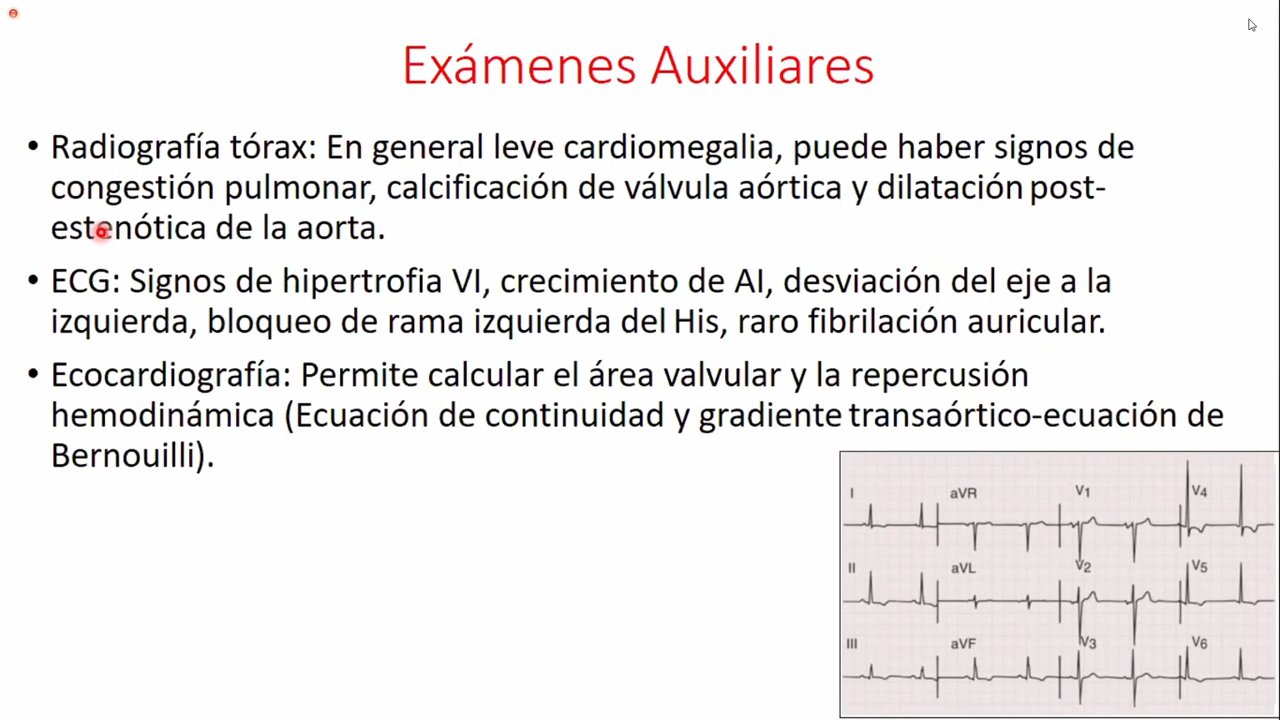 Exámenes Auxiliares
• Radiografía tórax: En general leve cardiomegalia, puede haber signos de
congestión pulmonar, calcificación de válvula aórtica y dilatación post-
estenótica de la aorta.
• ECG: Signos de hipertrofia VI, crecimiento de AI, desviación del eje a la
izquierda, bloqueo de rama izquierda del His, raro fibrilación auricular.
• Ecocardiografía: Permite calcular el área valvular y la repercusión
hemodinámica (Ecuación de continuidad y gradiente transaórtico-ecuación de
Bernouilli).
I aVR V1 V4
II aVL V2 V5
III aVF V3 V6